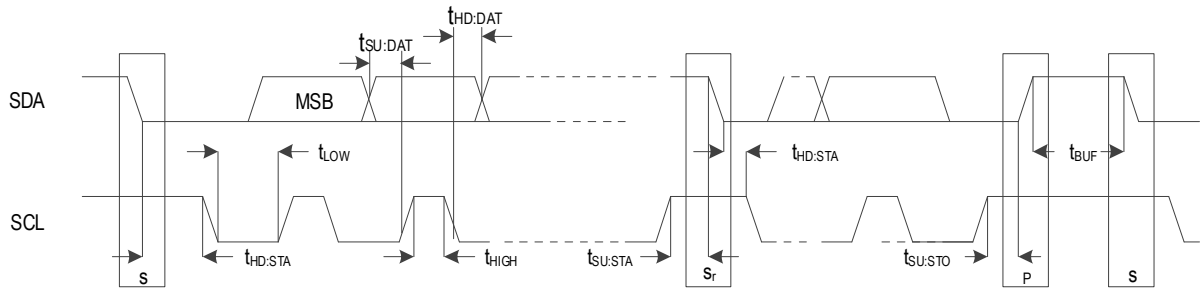 tHD:DAT
tSU:DAT
SDA
MSB
tLOW
tHD:STA
tBUF
SCL
tHD:STA
tHIGH
tSU:STA
tSU:STO
S
Sr
P
S